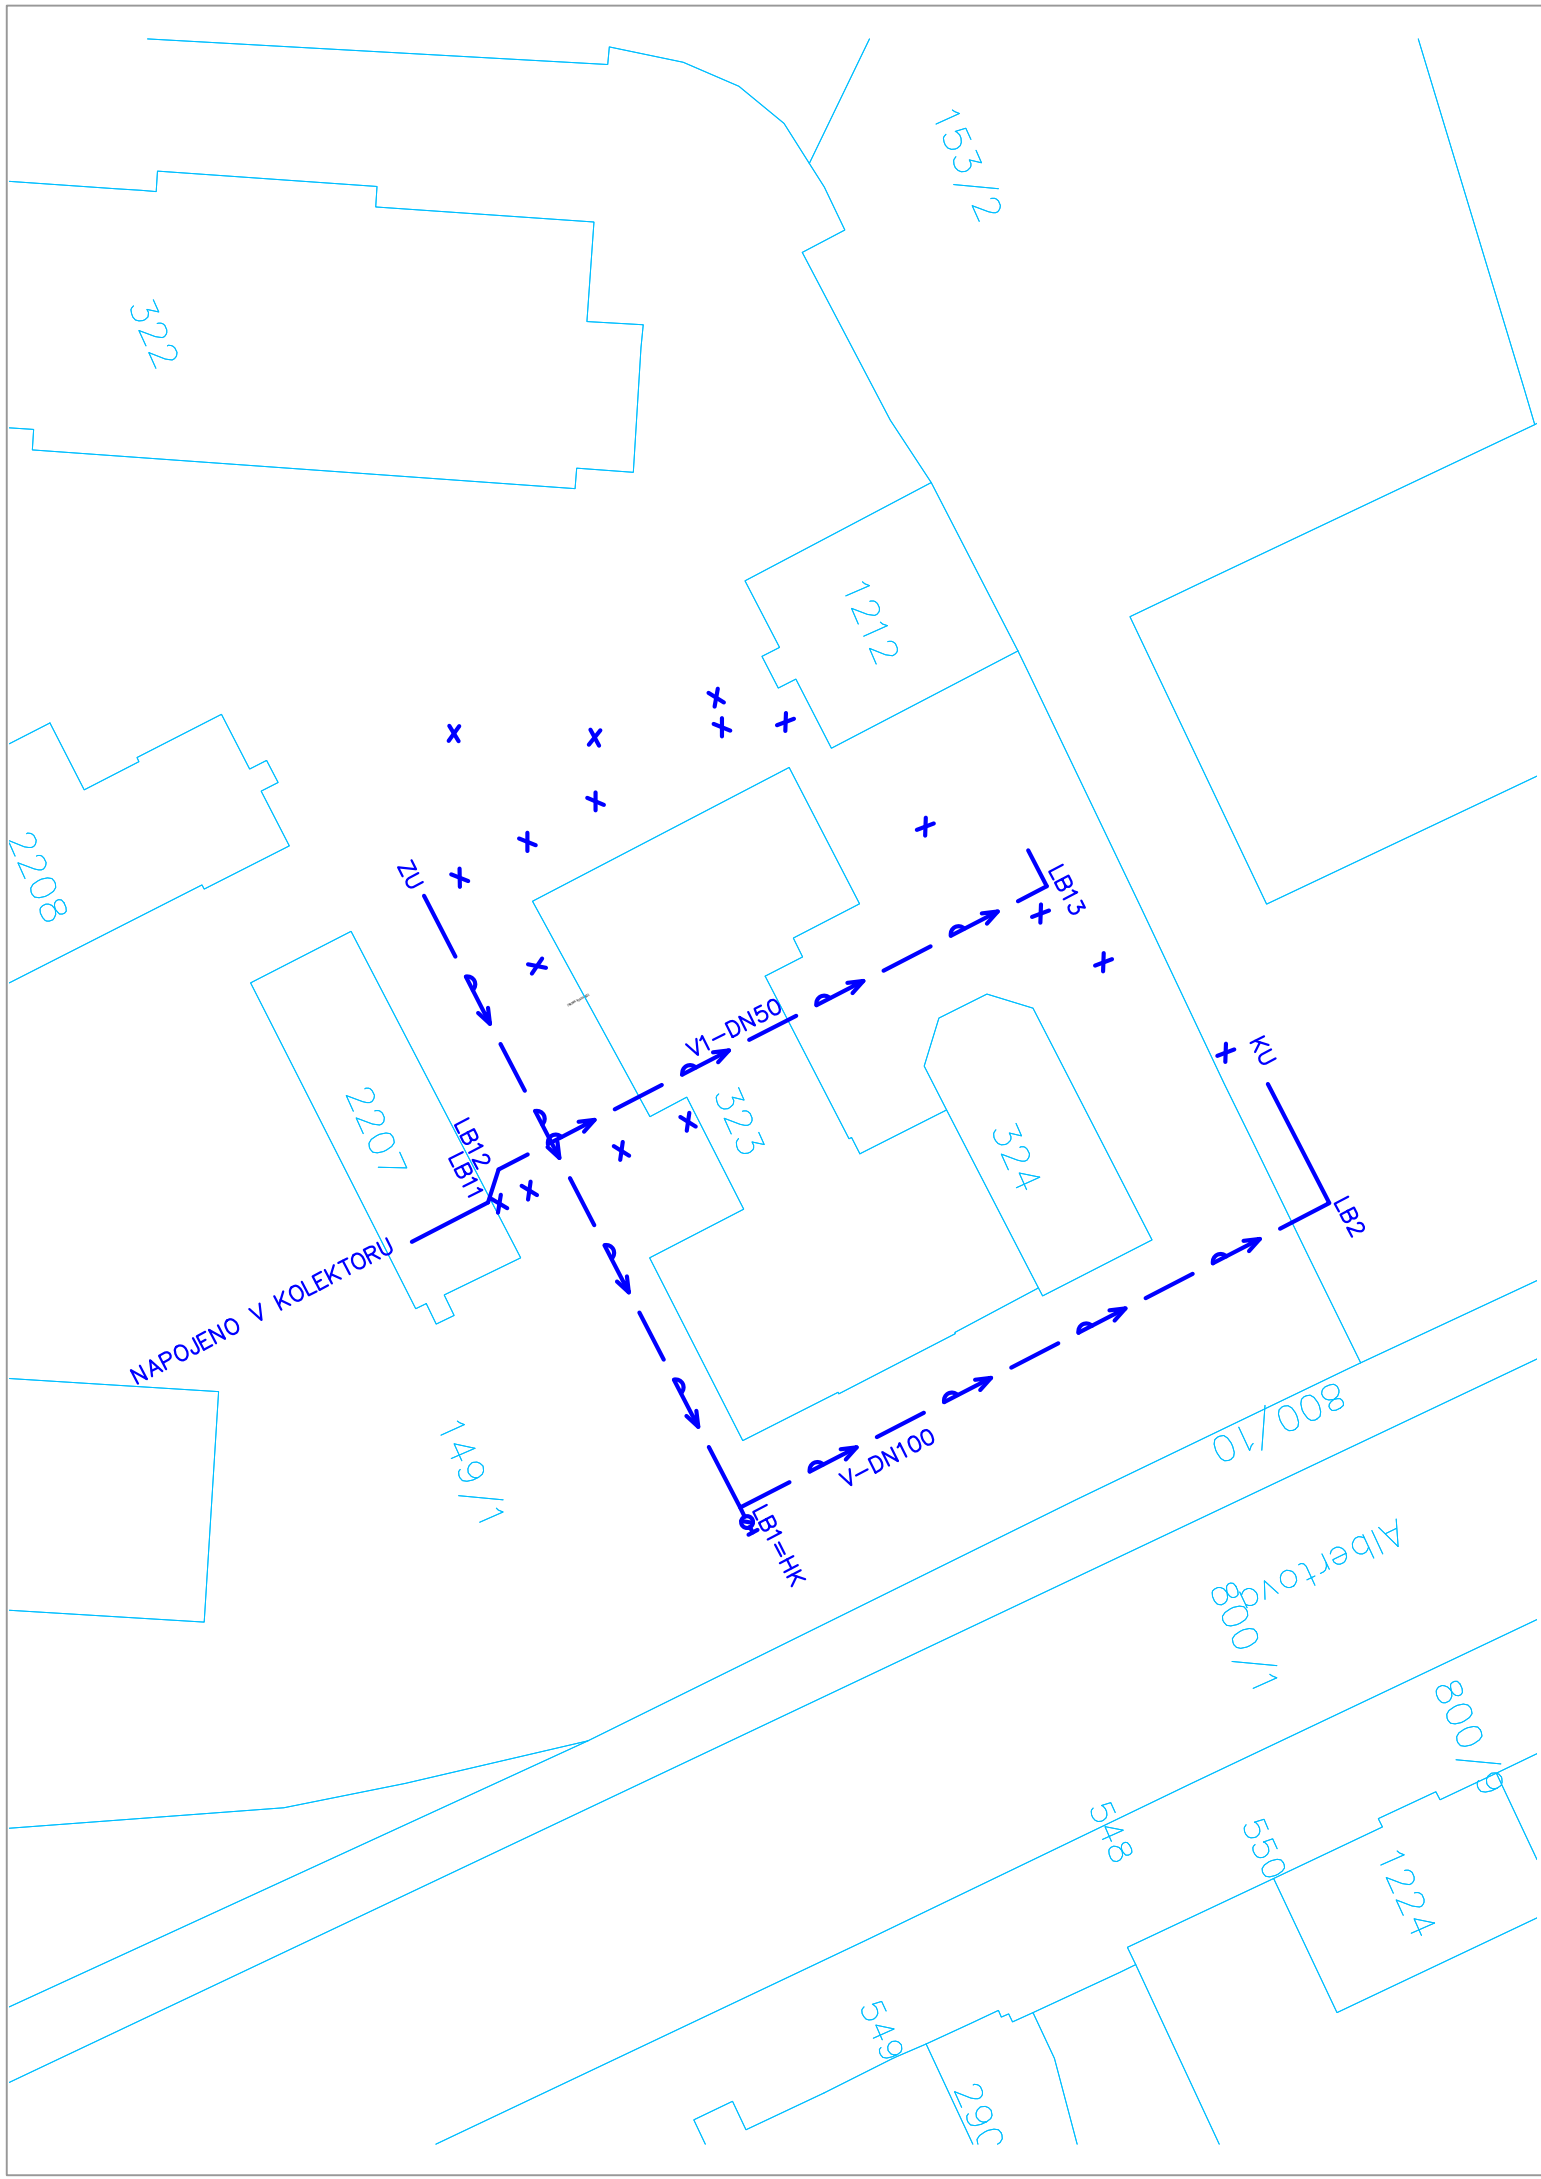 153/2
322
1212
2208
ZU
LB13
V1-DN50
KU
2207
LB12
LB11
323
324
LB2
NAPOJENO V KOLEKTORU
800/10
149/1
V-DN100
LB1=HK
Albertov
800/1
800/9
548
550
1224
549